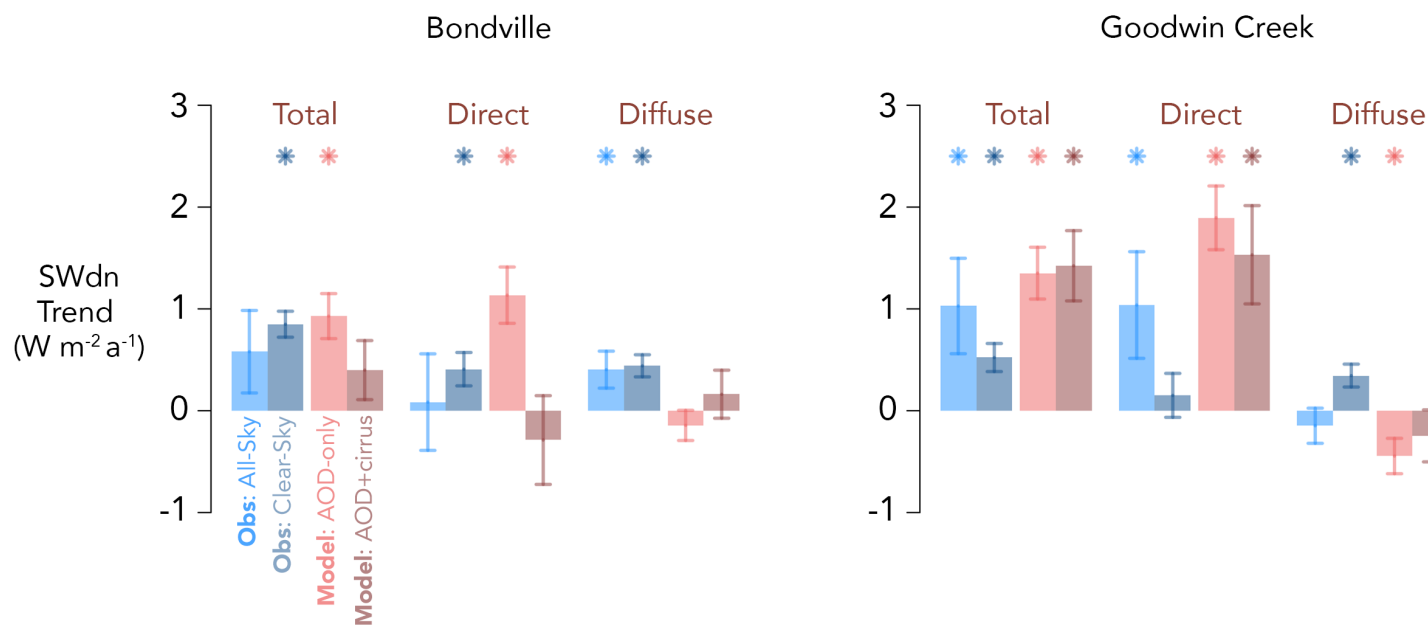 Bondville
Goodwin Creek
3
Total
Direct
Diffuse
2
1
0
-1
SWdn
Trend
(W m-2 a-1)
Obs: All-Sky
Obs: Clear-Sky
Model: AOD-only
Model: AOD+cirrus
3
Total
Direct
Diffuse
2
1
0
-1